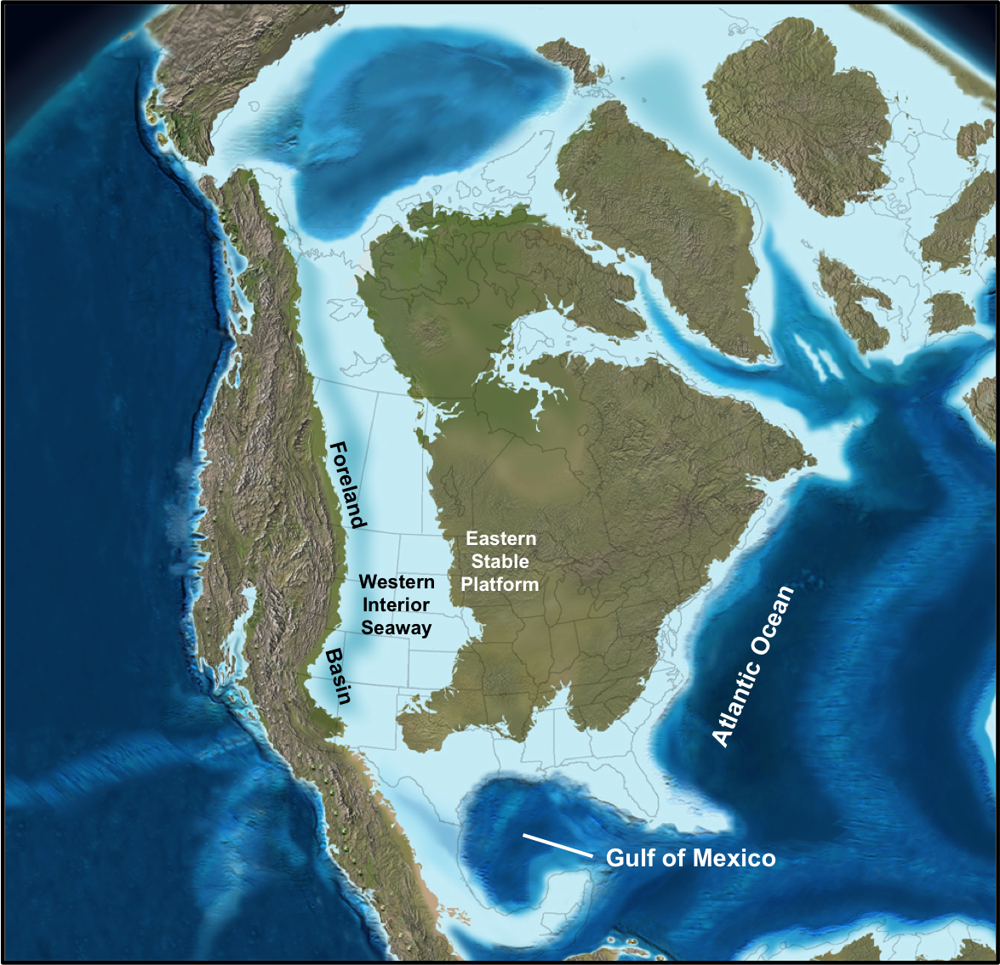 Foreland
Basin
Western
Interior
Seaway
Eastern
Stable
Platform
Atlantic Ocean
Gulf of Mexico